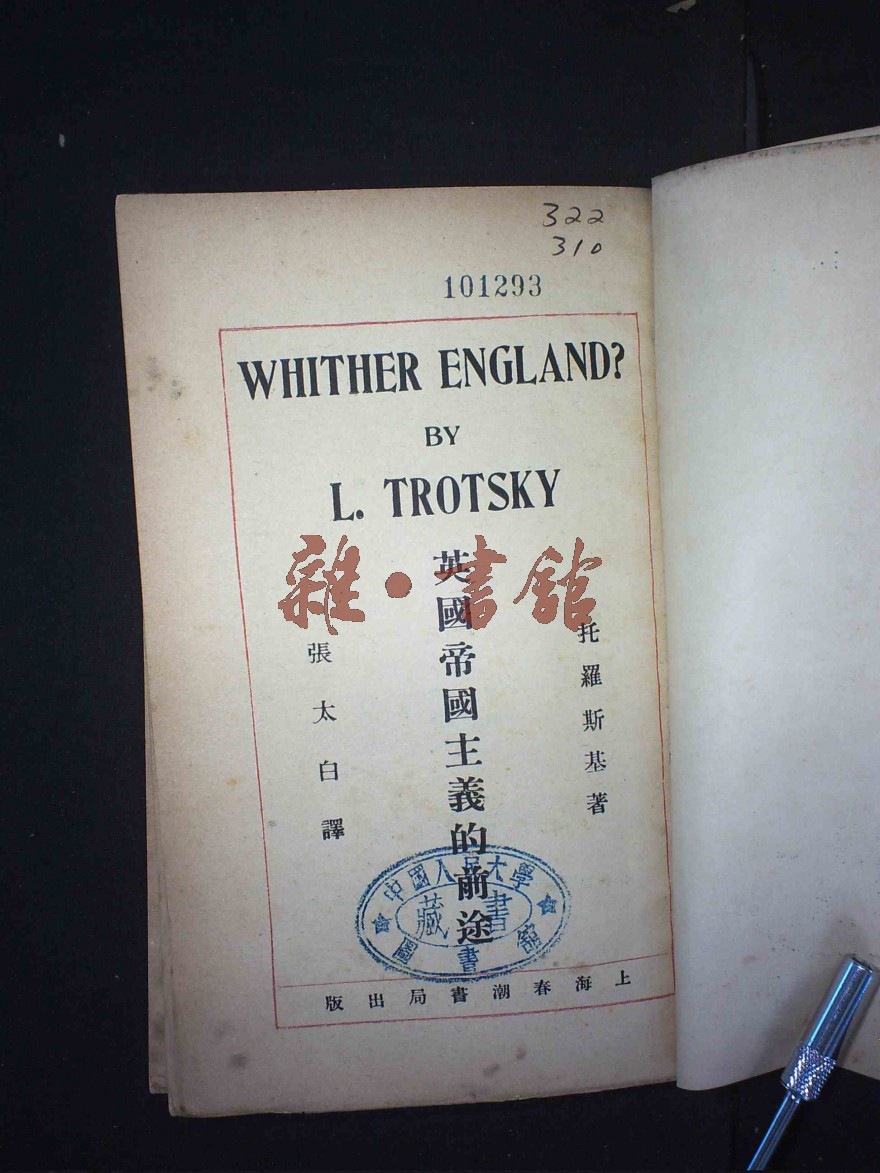 322
310
101293
WHITHER ENGLAND?
BY
L. TROTSKY
雜·書舘
托羅斯基著
英國帝國主義的前途
張太白譯
中國人民大學
圖書館
藏書
上海春潮書局出版